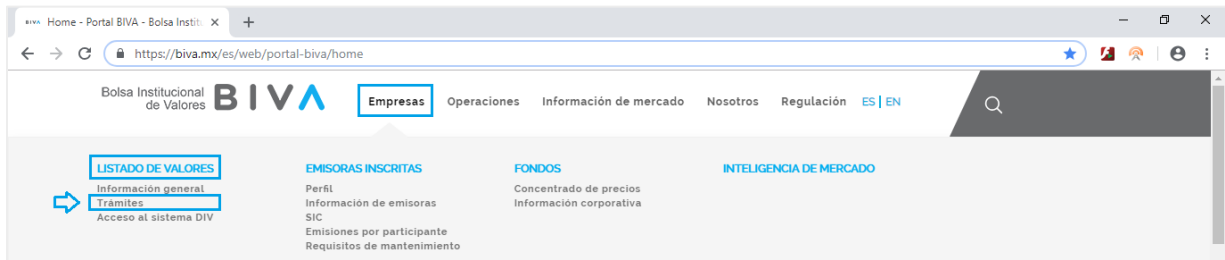 BIVA Home - Portal BIVA - Bolsa Instit
https://biva.mx/es/web/portal-biva/home
Bolsa Institucional
de Valores
BIVA
Empresas Operaciones Información de mercado Nosotros Regulación ES | EN
LISTADO DE VALORES EMISORAS INSCRITAS FONDOS INTELIGENCIA DE MERCADO
Información general Perfil Concentrado de precios
Trámites Información de emisoras Información corporativa
Acceso al sistema DIV SIC
Emisiones por participante
Requisitos de mantenimiento